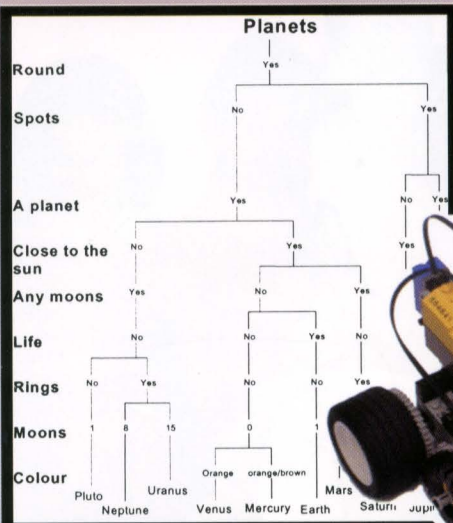 Planets
Round Yes
Spots No Yes
A planet Yes No Yes
Close to the sun No Yes Yes
Any moons Yes No Yes
Life No No Yes No
Rings No Yes No No Yes
Moons 1 8 15 0 1
Colour Orange orange/brown
Pluto Uranus Mars
Neptune Venus Mercury Earth Saturn